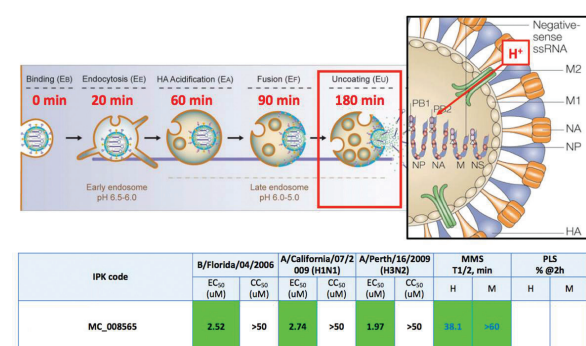 Negative-
sense
ssRNA
H+
M2
M1
NA
NP
HA
PB1
PB2
NP NA M NS
Binding (EB) Endocytosis (EE) HA Acidification (EA) Fusion (EF) Uncoating (EU)
0 min 20 min 60 min 90 min 180 min
Early endosome
pH 6.5-6.0
Late endosome
pH 6.0-5.0
IPK code B/Florida/04/2006 A/California/07/2009 (H1N1) A/Perth/16/2009 (H3N2) MMS T1/2, min PLS % @2h
EC50 (uM) CC50 (uM) EC50 (uM) CC50 (uM) EC50 (uM) CC50 (uM) H M H M
MC_008565 2.52 >50 2.74 >50 1.97 >50 38.1 >60